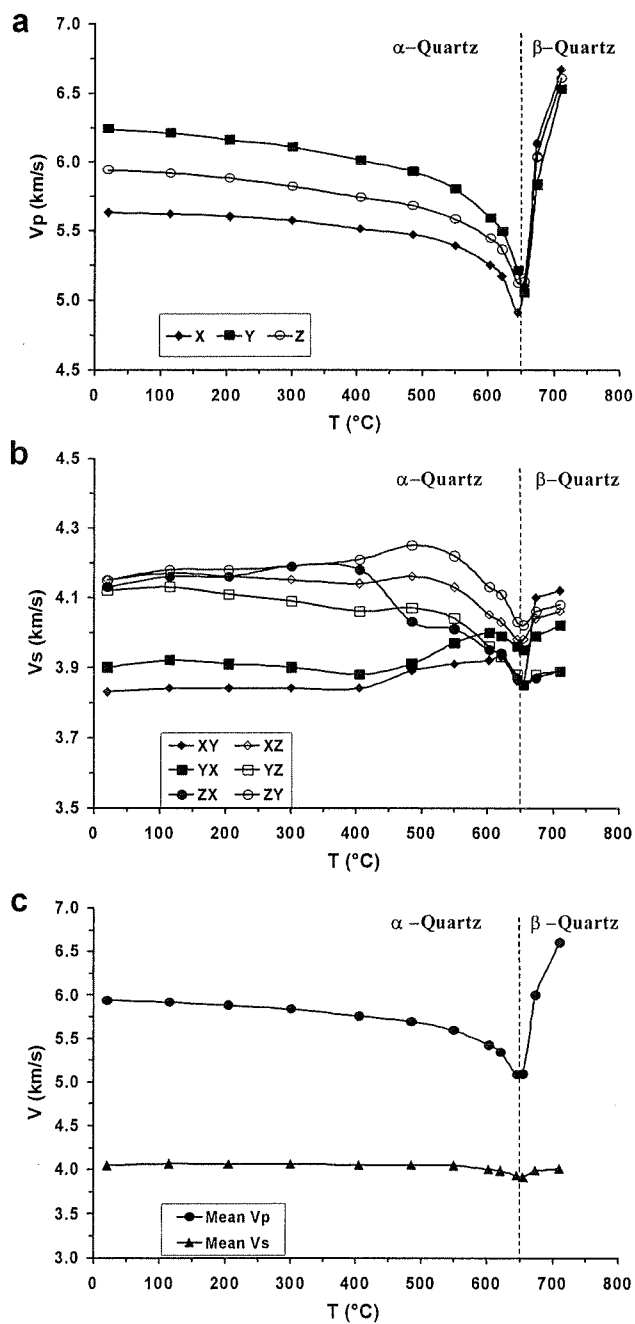 a
α–Quartz β–Quartz
7.0
6.5
6.0
5.5
5.0
4.5
Vp (km/s)
X Y Z
0 100 200 300 400 500 600 700 800
T (°C)
b
α–Quartz β–Quartz
4.5
4.3
4.1
3.9
3.7
3.5
Vs (km/s)
XY XZ
YX YZ
ZX ZY
0 100 200 300 400 500 600 700 800
T (°C)
c
α –Quartz β –Quartz
7.0
6.5
6.0
5.5
5.0
4.5
4.0
3.5
3.0
V (km/s)
Mean Vp
Mean Vs
0 100 200 300 400 500 600 700 800
T (°C)